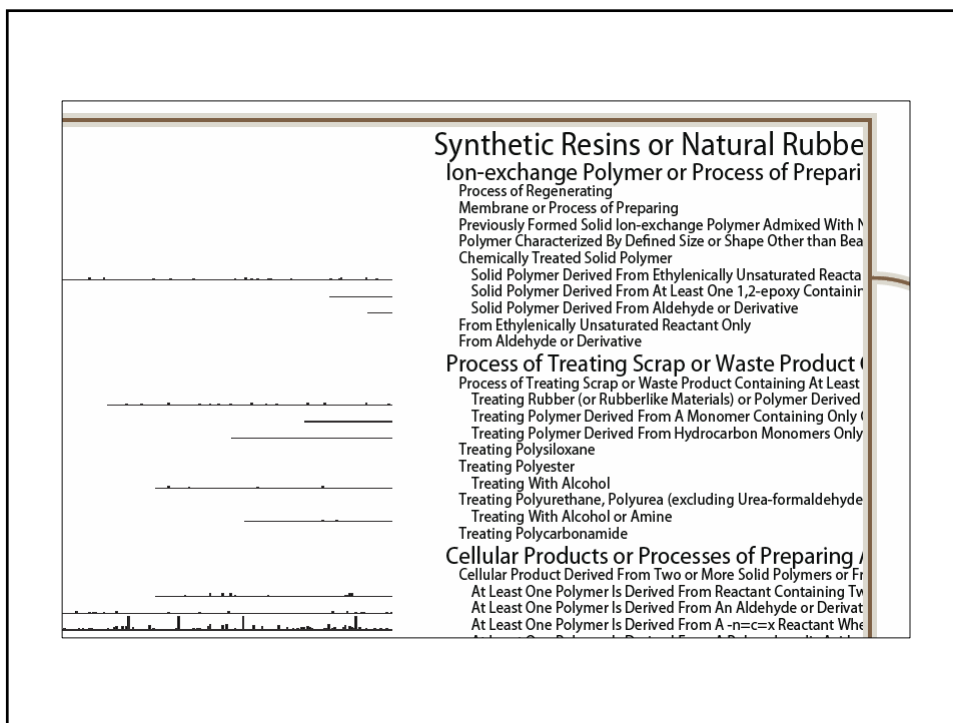 Synthetic Resins or Natural Rubbe
Ion-exchange Polymer or Process of Prepari
Process of Regenerating
Membrane or Process of Preparing
Previously Formed Solid Ion-exchange Polymer Admixed With
Polymer Characterized By Defined Size or Shape Other than Bea
Chemically Treated Solid Polymer
Solid Polymer Derived From Ethylenically Unsaturated Reacta
Solid Polymer Derived From At Least One 1,2-epoxy Containin
Solid Polymer Derived From Aldehyde or Derivative
From Ethylenically Unsaturated Reactant Only
From Aldehyde or Derivative
Process of Treating Scrap or Waste Product
Process of Treating Scrap or Waste Product Containing At Least
Treating Rubber (or Rubberlike Materials) or Polymer Derived
Treating Polymer Derived From A Monomer Containing Only
Treating Polymer Derived From Hydrocarbon Monomers Only
Treating Polysiloxane
Treating Polyester
Treating With Alcohol
Treating Polyurethane, Polyurea (excluding Urea-formaldehyde
Treating With Alcohol or Amine
Treating Polycarbonamide
Cellular Products or Processes of Preparing
Cellular Product Derived From Two or More Solid Polymers or Fr
At Least One Polymer Is Derived From Reactant Containing Tw
At Least One Polymer Is Derived From An Aldehyde or Derivat
At Least One Polymer Is Derived From A -n=c=x Reactant Whe